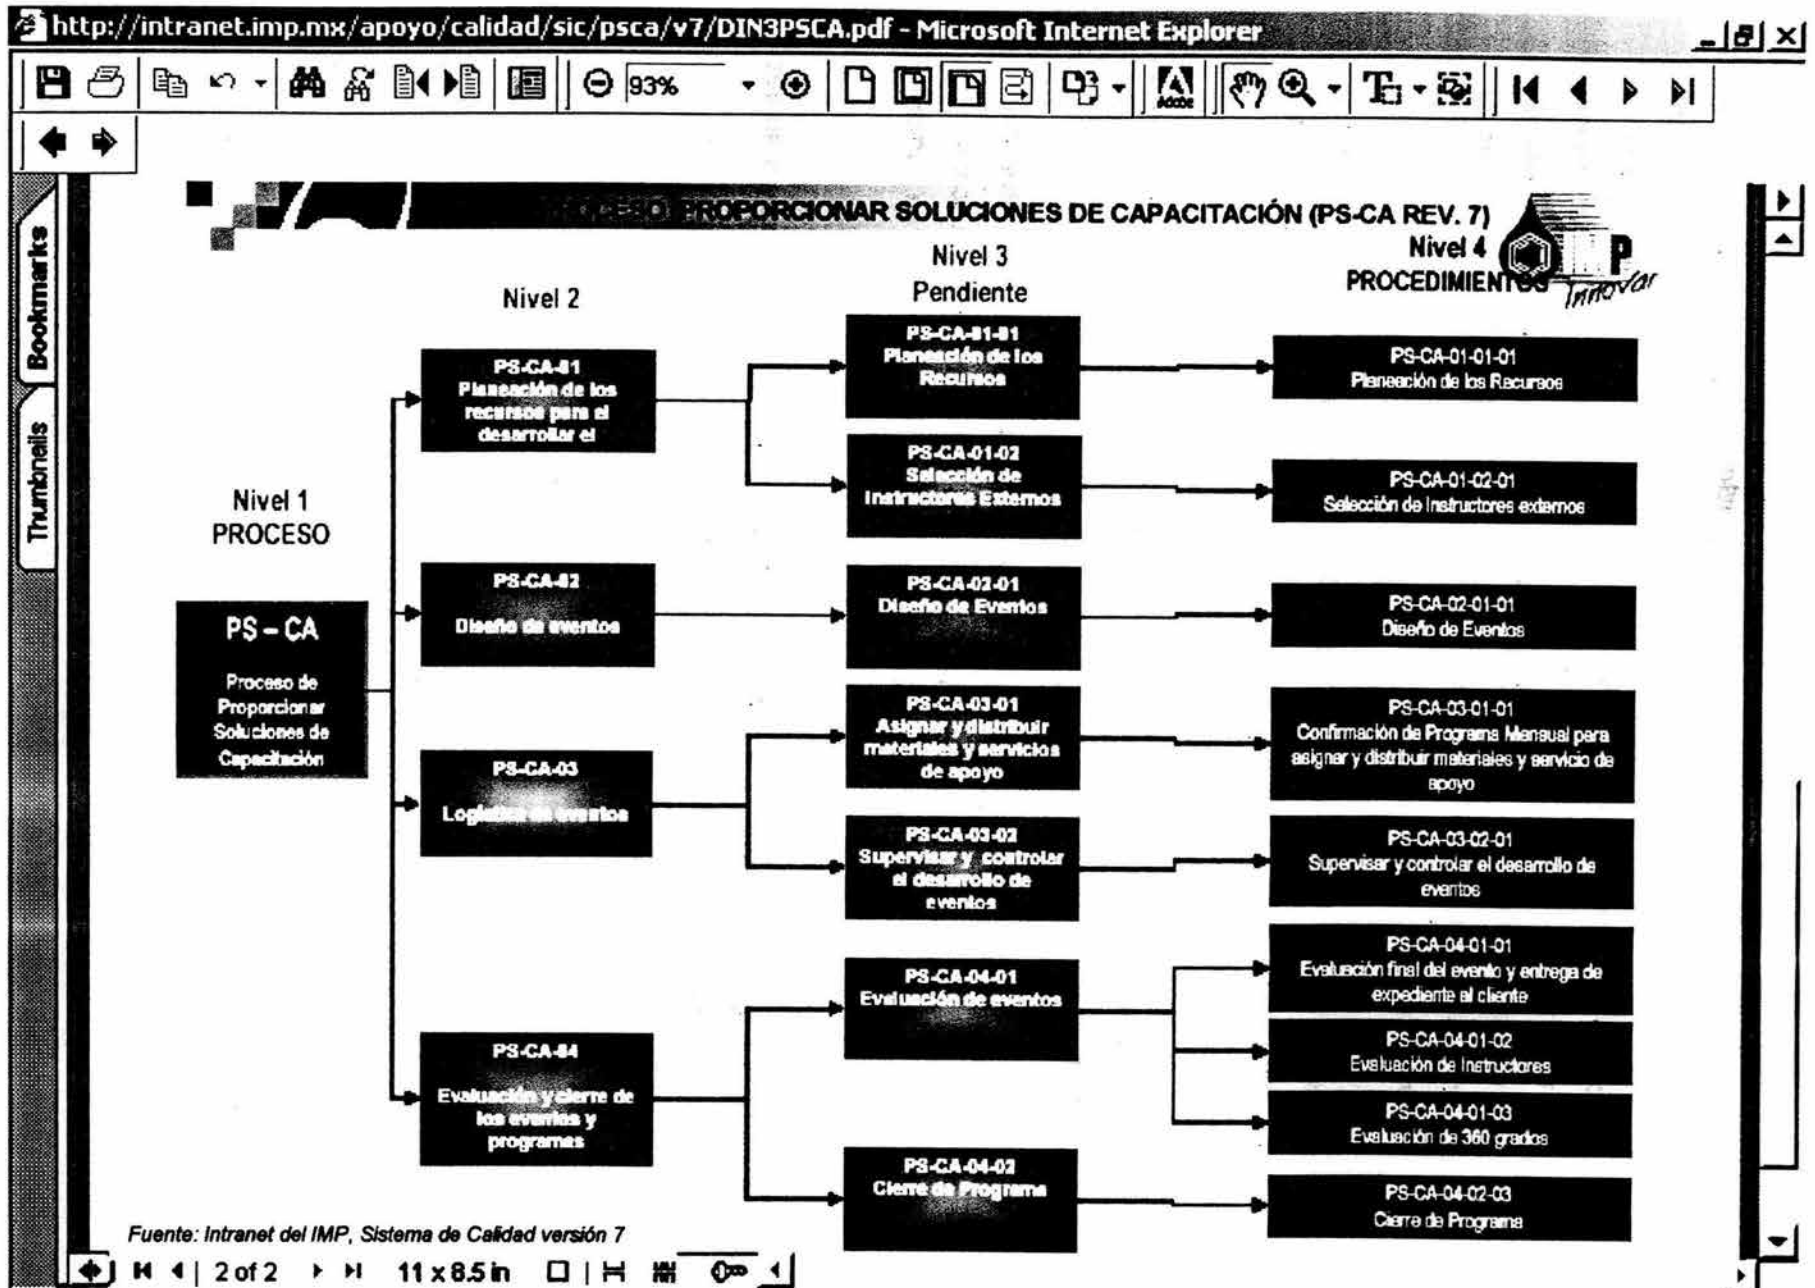 http://intranet.imp.mx/apoyo/calidad/sic/psca/v7/DIN3PSCA.pdf - Microsoft Internet Explorer
93%
Adobe
Bookmarks
Thumbnails
PROPORCIONAR SOLUCIONES DE CAPACITACIÓN (PS-CA REV. 7)
Nivel 1
PROCESO
PS – CA
Proceso de
Proporcionar
Soluciones de
Capacitación
Nivel 2
PS-CA-01
Planeación de los
recursos para el
desarrollar el
PS-CA-02
Diseño de eventos
PS-CA-03
Logística de eventos
PS-CA-04
Evaluación y cierre de
los eventos y
programas
Nivel 3
Pendiente
PS-CA-01-01
Planeación de los
Recursos
PS-CA-01-02
Selección de
Instructores Externos
PS-CA-02-01
Diseño de Eventos
PS-CA-03-01
Asignar y distribuir
materiales y servicios
de apoyo
PS-CA-03-02
Supervisar y controlar
el desarrollo de
eventos
PS-CA-04-01
Evaluación de eventos
PS-CA-04-02
Cierre de Programa
Nivel 4
PROCEDIMIENTOS
P
Innovar
PS-CA-01-01-01
Planeación de los Recursos
PS-CA-01-02-01
Selección de Instructores externos
PS-CA-02-01-01
Diseño de Eventos
PS-CA-03-01-01
Confirmación de Programa Mensual para
asignar y distribuir materiales y servicio de
apoyo
PS-CA-03-02-01
Supervisar y controlar el desarrollo de
eventos
PS-CA-04-01-01
Evaluación final del evento y entrega de
expediente al cliente
PS-CA-04-01-02
Evaluación de Instructores
PS-CA-04-01-03
Evaluación de 360 grados
PS-CA-04-02-03
Cierre de Programa
Fuente: Intranet del IMP, Sistema de Calidad versión 7
2 of 2
11 x 8.5 in